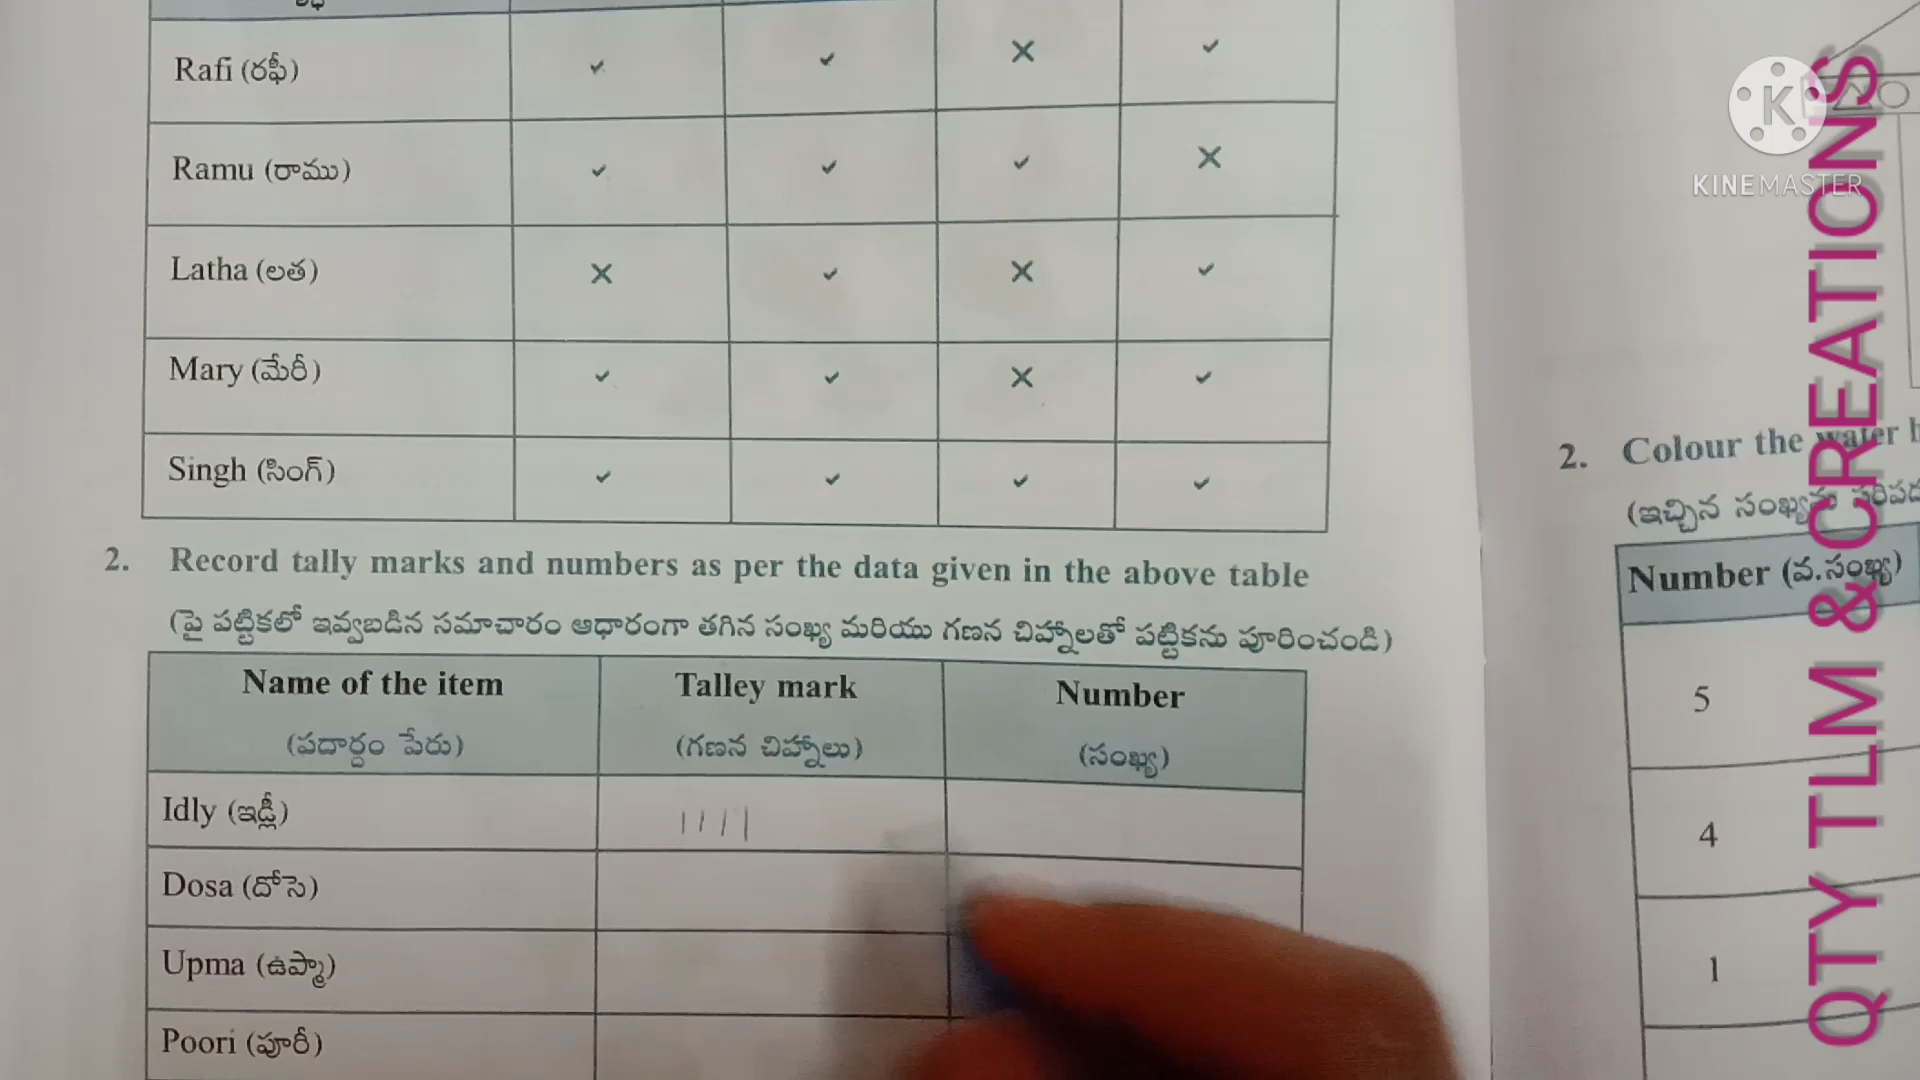 Rafi (రఫీ)
Ramu (రాము)
Latha (లత)
Mary (మేరీ)
Singh (సింగ్)
2. Record tally marks and numbers as per the data given in the above table
(పై పట్టికలో ఇవ్వబడిన సమాచారం ఆధారంగా తగిన సంఖ్య మరియు గణన చిహ్నాలతో పట్టికను పూరించండి)
Name of the item Talley mark Number
(పదార్థం పేరు) (గణన చిహ్నాలు) (సంఖ్య)
Idly (ఇడ్లీ) ||||
Dosa (దోసె)
Upma (ఉప్మా)
Poori (పూరీ)
2. Colour the water
(ఇచ్చిన సంఖ్యను
Number (వ.సంఖ్య)
5
4
1
KINEMASTER
QTY TLM & CREATIONS